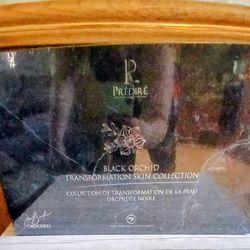 PREDIRE
BLACK ORCHID
TRANSFORMATION SKIN COLLECTION
COLLECTION DE TRANSFORMATION DE LA PEAU
ORCHIDÉE NOIRE